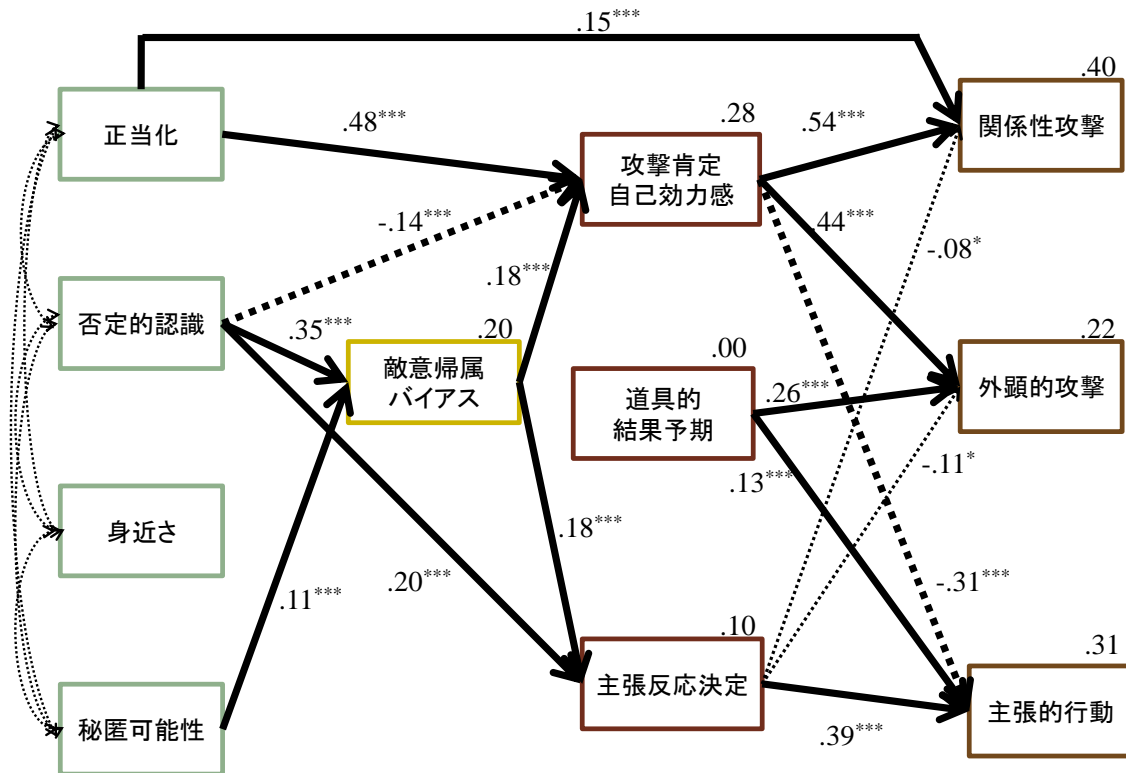 .15***
.40
正当化
.48***
.28
.54***
関係性攻撃
攻撃肯定
自己効力感
-.14***
.44***
-.08*
.18***
否定的認識
.35***
.20
.00
.22
敵意帰属
バイアス
道具的
結果予期
.26***
外顕的攻撃
.13***
-.11*
身近さ
.18***
.20***
.11***
-.31***
.10
.31
秘匿可能性
主張反応決定
主張的行動
.39***